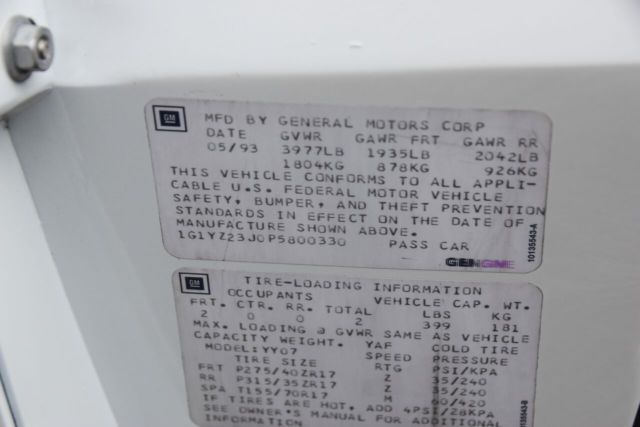 GM
MFD BY GENERAL MOTORS CORP
DATE GVWR GAWR FRT GAWR RR
05/93 3977LB 1935LB 2042LB
1804KG 878KG 926KG
THIS VEHICLE CONFORMS TO ALL APPLI-
CABLE U.S. FEDERAL MOTOR VEHICLE
SAFETY, BUMPER, AND THEFT PREVENTION
STANDARDS IN EFFECT ON THE DATE OF
MANUFACTURE SHOWN ABOVE.
1G1YZ23J0P5800330 PASS CAR
10135543-A
GM
TIRE-LOADING INFORMATION
OCCUPANTS VEHICLE CAP. WT.
FRT. CTR. RR. TOTAL LBS KG
2 0 0 2 399 181
MAX. LOADING @ GVWR SAME AS VEHICLE
CAPACITY WEIGHT. YAF COLD TIRE
MODEL:YY07 SPEED PRESSURE
TIRE SIZE RTG PSI/KPA
FRT P275/40ZR17 Z 35/240
RR P315/35ZR17 Z 35/240
SPA T155/70R17 M 60/420
IF TIRES ARE HOT, ADD 4PSI/28KPA
SEE OWNER'S MANUAL FOR ADDITIONAL
INFORMATION
10135543-B